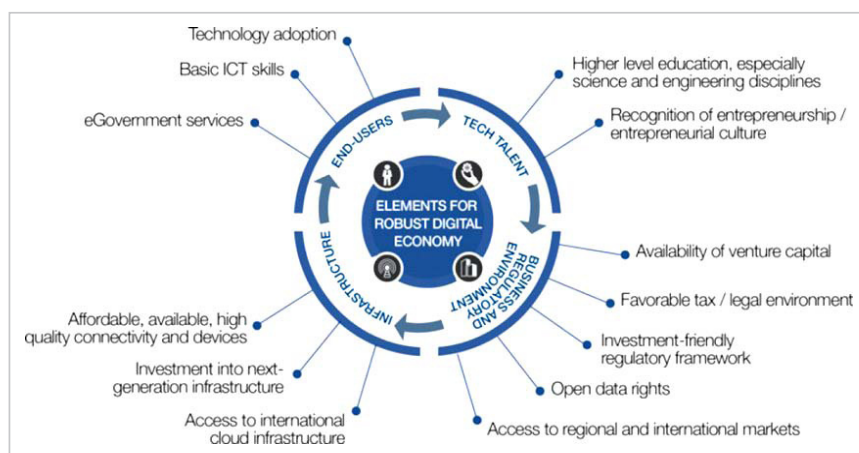 Technology adoption
Basic ICT skills
eGovernment services
END-USERS
TECH TALENT
Higher level education, especially
science and engineering disciplines
Recognition of entrepreneurship /
entrepreneurial culture
ELEMENTS FOR
ROBUST DIGITAL
ECONOMY
BUSINESS AND
REGULATORY
ENVIRONMENT
Availability of venture capital
Favorable tax / legal environment
Investment-friendly
regulatory framework
Open data rights
Access to regional and international markets
INFRASTRUCTURE
Affordable, available, high
quality connectivity and devices
Investment into next-
generation infrastructure
Access to international
cloud infrastructure